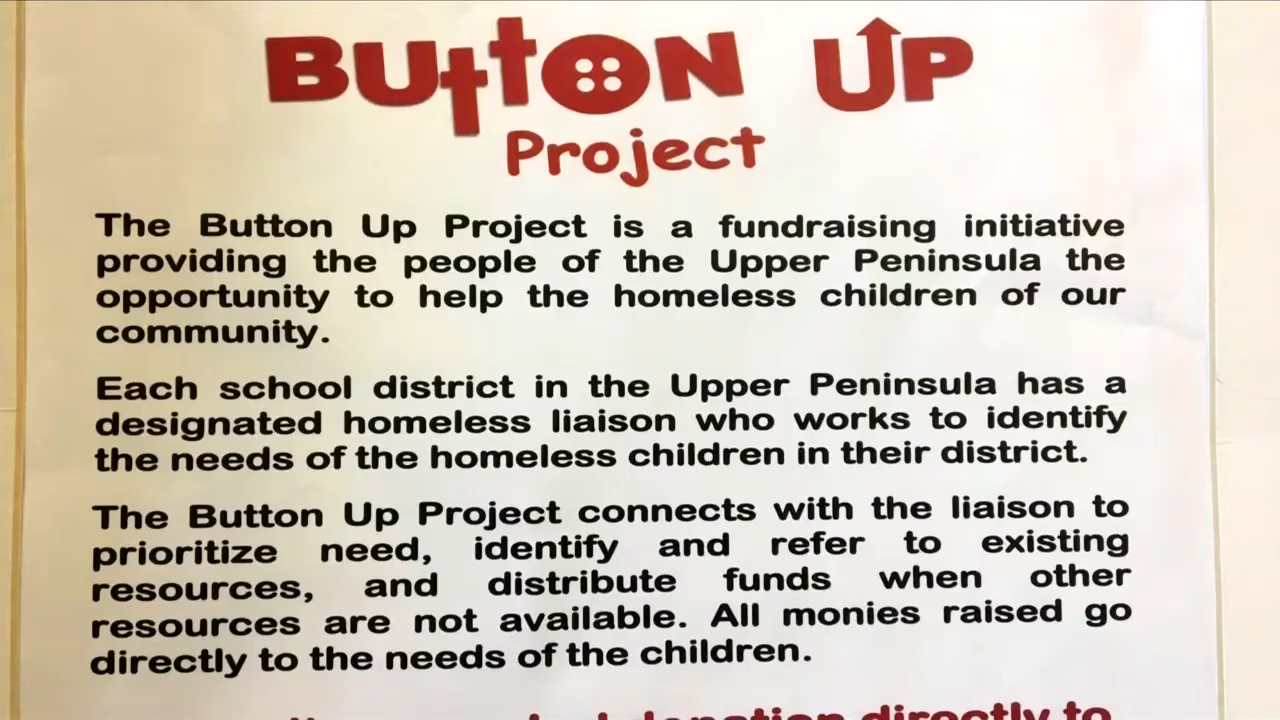 BUttON UP
Project
The Button Up Project is a fundraising initiative
providing the people of the Upper Peninsula the
opportunity to help the homeless children of our
community.
Each school district in the Upper Peninsula has a
designated homeless liaison who works to identify
the needs of the homeless children in their district.
The Button Up Project connects with the liaison to
prioritize need, identify and refer to existing
resources, and distribute funds when other
resources are not available. All monies raised go
directly to the needs of the children.
donation directly to